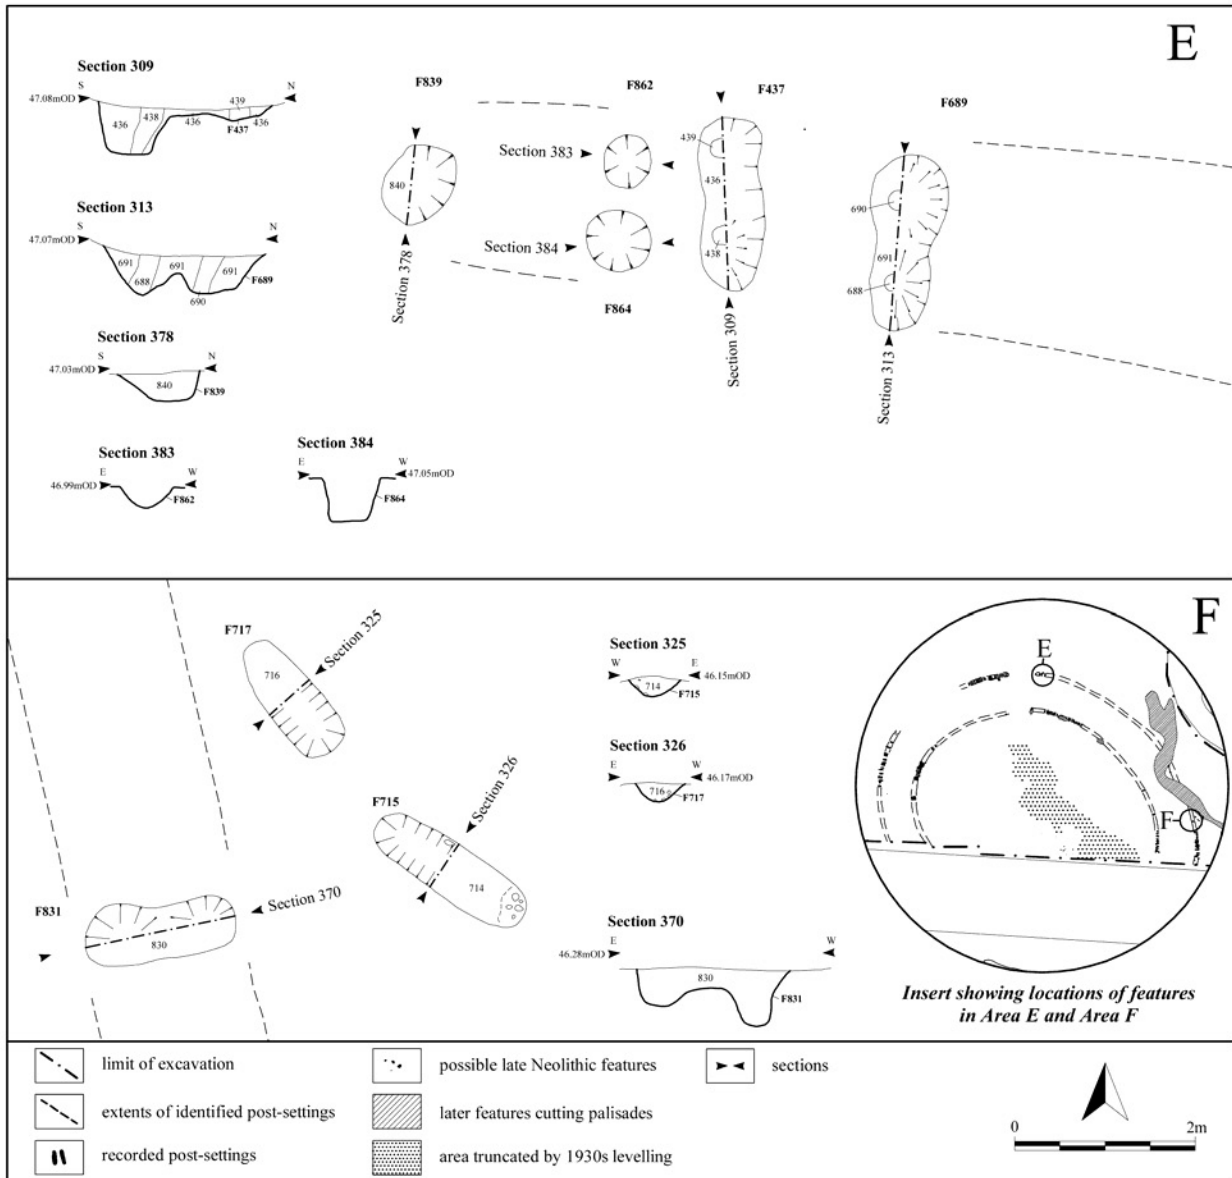 E
Section 309
S
N
47.08mOD
439
436
438
436
F437
436
Section 313
S
N
47.07mOD
691
688
691
691
690
F689
Section 378
S
N
47.03mOD
840
F839
Section 383
E
W
46.99mOD
F862
Section 384
E
W
47.05mOD
F864
F839
F862
F437
F689
Section 383
Section 384
840
439
436
438
690
691
688
F864
Section 378
Section 309
Section 313
F
F717
716
Section 325
F715
714
Section 326
F831
830
Section 370
Section 325
W
E
46.15mOD
714
F715
Section 326
E
W
46.17mOD
716
F717
Section 370
E
W
46.28mOD
830
F831
E
F
Insert showing locations of features
in Area E and Area F
limit of excavation
extents of identified post-settings
recorded post-settings
possible late Neolithic features
later features cutting palisades
area truncated by 1930s levelling
sections
0
2m